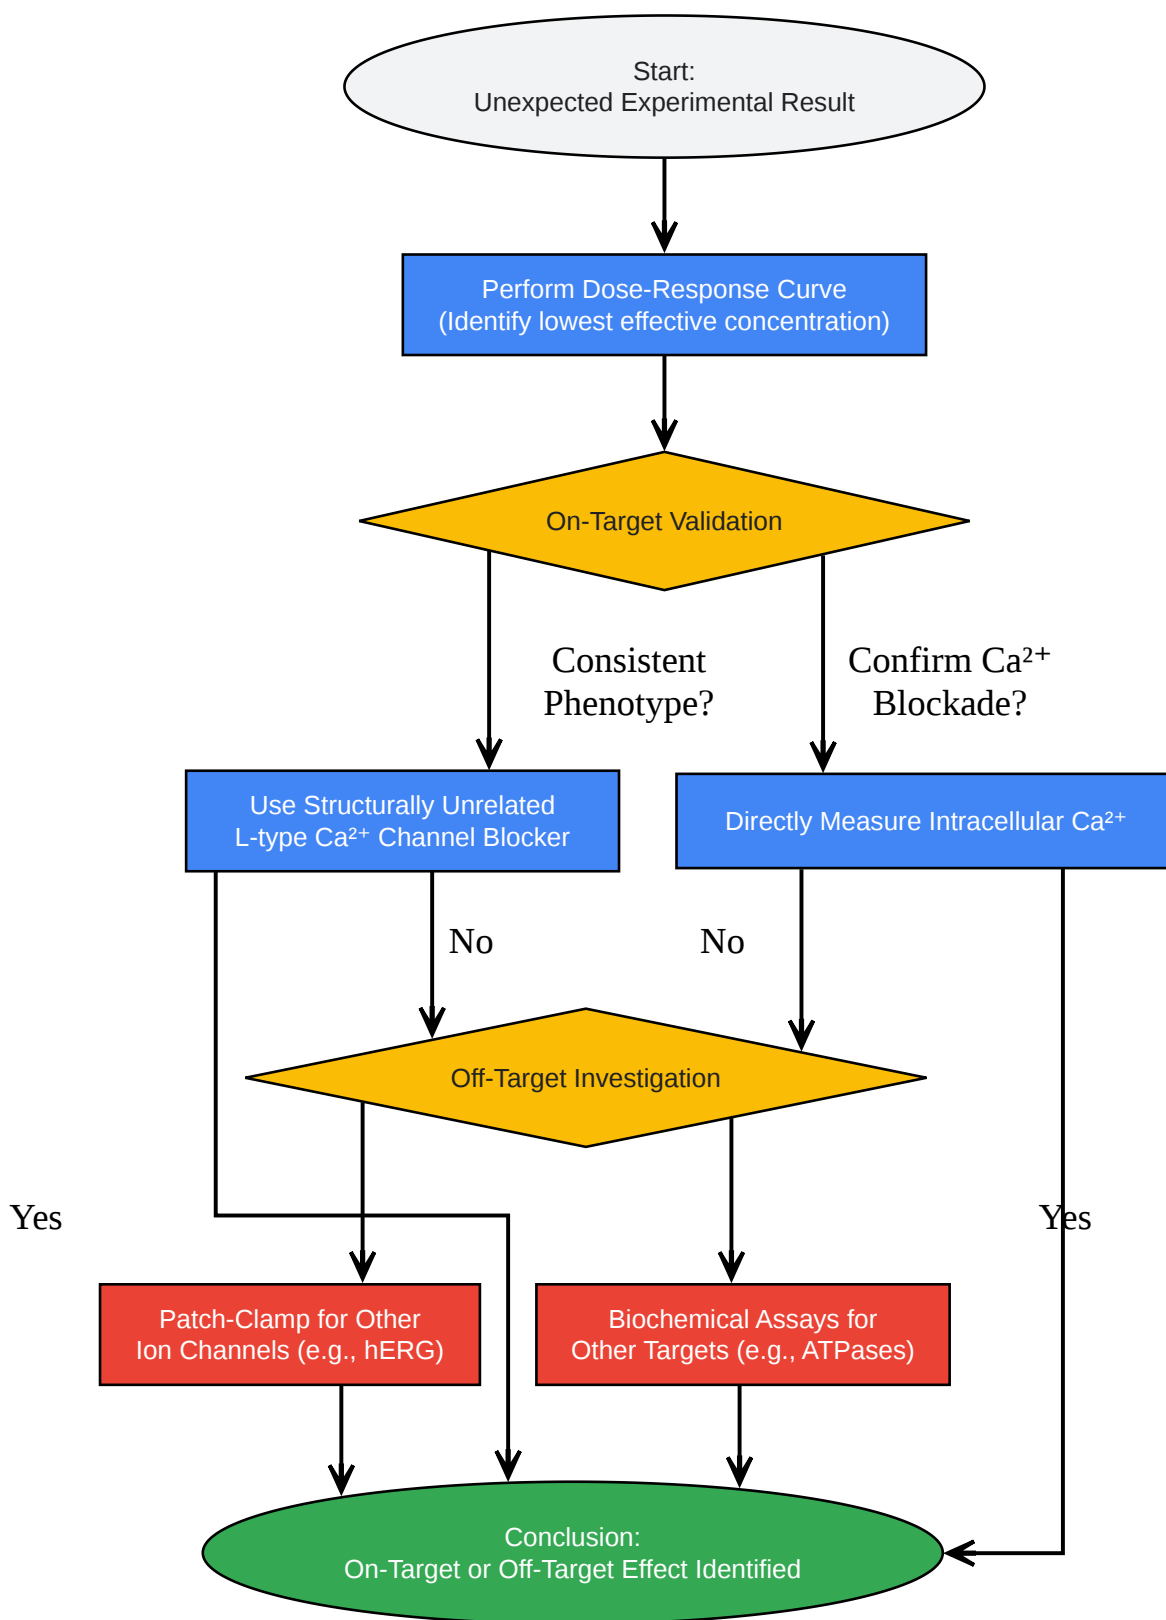 Start:
Unexpected Experimental Result
Perform Dose-Response Curve
(Identify lowest effective concentration)
On-Target Validation
Consistent
Phenotype?
Confirm Ca²⁺
Blockade?
Use Structurally Unrelated
L-type Ca²⁺ Channel Blocker
Directly Measure Intracellular Ca²⁺
No
No
Off-Target Investigation
Yes
Yes
Patch-Clamp for Other
Ion Channels (e.g., hERG)
Biochemical Assays for
Other Targets (e.g., ATPases)
Conclusion:
On-Target or Off-Target Effect Identified